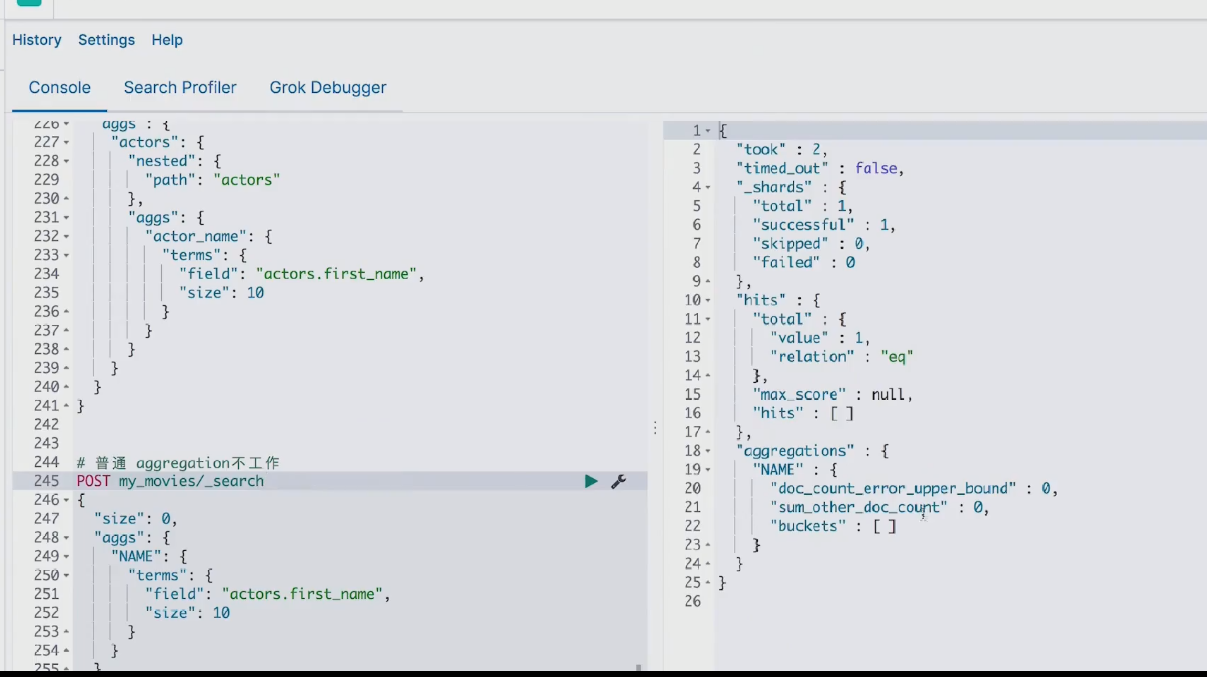 History Settings Help
Console Search Profiler Grok Debugger
226 aggs : {
227 "actors": {
228 "nested": {
229 "path": "actors"
230 },
231 "aggs": {
232 "actor_name": {
233 "terms": {
234 "field": "actors.first_name",
235 "size": 10
236 }
237 }
238 }
239 }
240 }
241 }
242
243
244 # 普通 aggregation不工作
245 POST my_movies/_search
246 {
247 "size": 0,
248 "aggs": {
249 "NAME": {
250 "terms": {
251 "field": "actors.first_name",
252 "size": 10
253 }
254 }
255 }
1 {
2 "took" : 2,
3 "timed_out" : false,
4 "_shards" : {
5 "total" : 1,
6 "successful" : 1,
7 "skipped" : 0,
8 "failed" : 0
9 },
10 "hits" : {
11 "total" : {
12 "value" : 1,
13 "relation" : "eq"
14 },
15 "max_score" : null,
16 "hits" : [ ]
17 },
18 "aggregations" : {
19 "NAME" : {
20 "doc_count_error_upper_bound" : 0,
21 "sum_other_doc_count" : 0,
22 "buckets" : [ ]
23 }
24 }
25 }
26